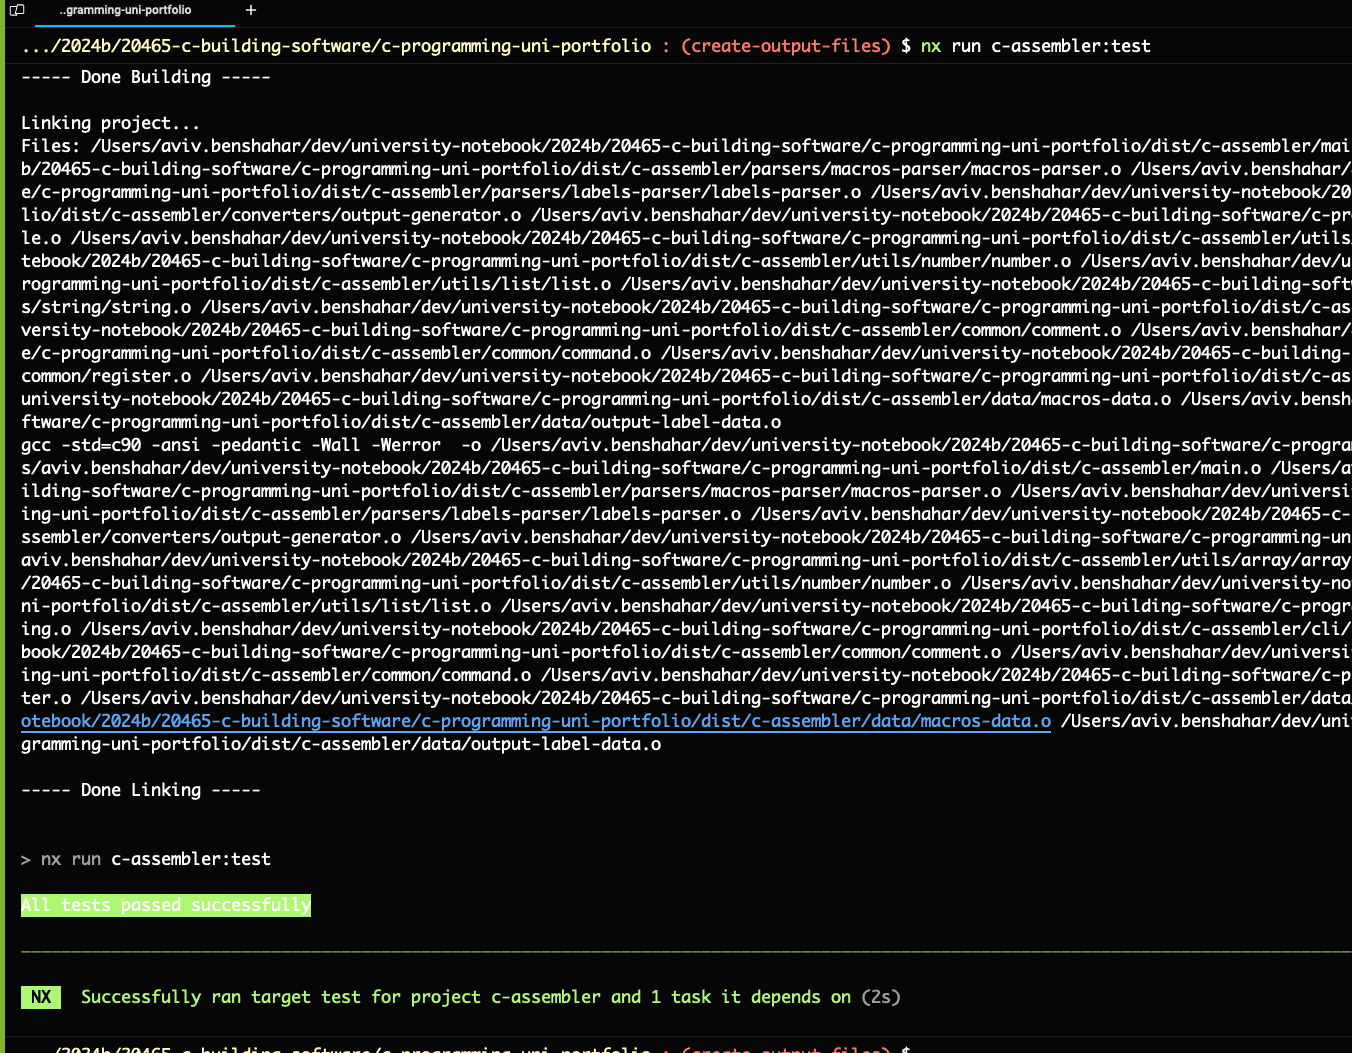 ..gramming-uni-portfolio +
.../2024b/20465-c-building-software/c-programming-uni-portfolio : (create-output-files) $ nx run c-assembler:test
----- Done Building -----
Linking project...
Files: /Users/aviv.benshahar/dev/university-notebook/2024b/20465-c-building-software/c-programming-uni-portfolio/dist/c-assembler/mai
b/20465-c-building-software/c-programming-uni-portfolio/dist/c-assembler/parsers/macros-parser/macros-parser.o /Users/aviv.benshahar/
e/c-programming-uni-portfolio/dist/c-assembler/parsers/labels-parser/labels-parser.o /Users/aviv.benshahar/dev/university-notebook/20
lio/dist/c-assembler/converters/output-generator.o /Users/aviv.benshahar/dev/university-notebook/2024b/20465-c-building-software/c-pr
le.o /Users/aviv.benshahar/dev/university-notebook/2024b/20465-c-building-software/c-programming-uni-portfolio/dist/c-assembler/utils/
tebook/2024b/20465-c-building-software/c-programming-uni-portfolio/dist/c-assembler/utils/number/number.o /Users/aviv.benshahar/dev/u
rogramming-uni-portfolio/dist/c-assembler/utils/list/list.o /Users/aviv.benshahar/dev/university-notebook/2024b/20465-c-building-soft
s/string/string.o /Users/aviv.benshahar/dev/university-notebook/2024b/20465-c-building-software/c-programming-uni-portfolio/dist/c-as
versity-notebook/2024b/20465-c-building-software/c-programming-uni-portfolio/dist/c-assembler/common/comment.o /Users/aviv.benshahar/
e/c-programming-uni-portfolio/dist/c-assembler/common/command.o /Users/aviv.benshahar/dev/university-notebook/2024b/20465-c-building-
common/register.o /Users/aviv.benshahar/dev/university-notebook/2024b/20465-c-building-software/c-programming-uni-portfolio/dist/c-as
university-notebook/2024b/20465-c-building-software/c-programming-uni-portfolio/dist/c-assembler/data/macros-data.o /Users/aviv.bensh
ftware/c-programming-uni-portfolio/dist/c-assembler/data/output-label-data.o
gcc -std=c90 -ansi -pedantic -Wall -Werror  -o /Users/aviv.benshahar/dev/university-notebook/2024b/20465-c-building-software/c-progra
s/aviv.benshahar/dev/university-notebook/2024b/20465-c-building-software/c-programming-uni-portfolio/dist/c-assembler/main.o /Users/a
ilding-software/c-programming-uni-portfolio/dist/c-assembler/parsers/macros-parser/macros-parser.o /Users/aviv.benshahar/dev/universi
ing-uni-portfolio/dist/c-assembler/parsers/labels-parser/labels-parser.o /Users/aviv.benshahar/dev/university-notebook/2024b/20465-c-
ssembler/converters/output-generator.o /Users/aviv.benshahar/dev/university-notebook/2024b/20465-c-building-software/c-programming-un
aviv.benshahar/dev/university-notebook/2024b/20465-c-building-software/c-programming-uni-portfolio/dist/c-assembler/utils/array/array
/20465-c-building-software/c-programming-uni-portfolio/dist/c-assembler/utils/number/number.o /Users/aviv.benshahar/dev/university-no
ni-portfolio/dist/c-assembler/utils/list/list.o /Users/aviv.benshahar/dev/university-notebook/2024b/20465-c-building-software/c-progr
ing.o /Users/aviv.benshahar/dev/university-notebook/2024b/20465-c-building-software/c-programming-uni-portfolio/dist/c-assembler/cli/
book/2024b/20465-c-building-software/c-programming-uni-portfolio/dist/c-assembler/common/comment.o /Users/aviv.benshahar/dev/universi
ing-uni-portfolio/dist/c-assembler/common/command.o /Users/aviv.benshahar/dev/university-notebook/2024b/20465-c-building-software/c-p
ter.o /Users/aviv.benshahar/dev/university-notebook/2024b/20465-c-building-software/c-programming-uni-portfolio/dist/c-assembler/data
otebook/2024b/20465-c-building-software/c-programming-uni-portfolio/dist/c-assembler/data/macros-data.o /Users/aviv.benshahar/dev/uni
gramming-uni-portfolio/dist/c-assembler/data/output-label-data.o
----- Done Linking -----
> nx run c-assembler:test
All tests passed successfully
NX Successfully ran target test for project c-assembler and 1 task it depends on (2s)
.../2024b/20465-c-building-software/c-programming-uni-portfolio : (create-output-files) $